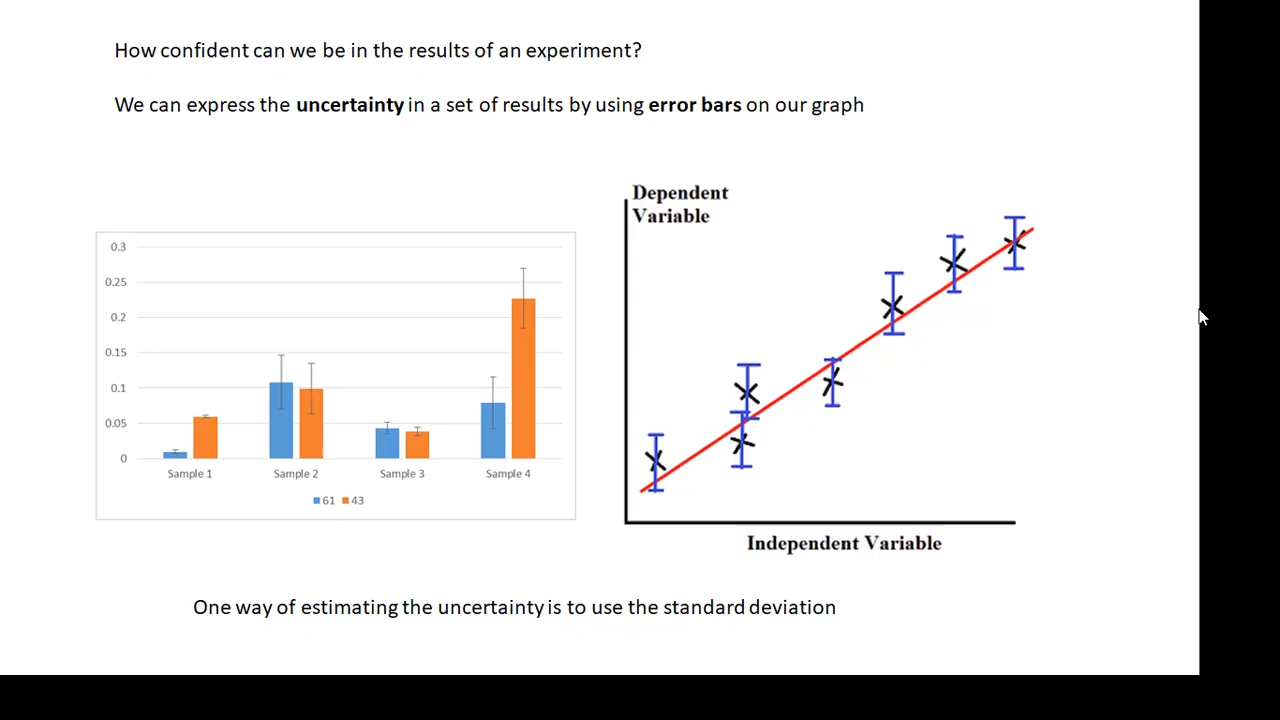 How confident can we be in the results of an experiment?
We can express the uncertainty in a set of results by using error bars on our graph
0.3
0.25
0.2
0.15
0.1
0.05
0
Sample 1 Sample 2 Sample 3 Sample 4
61 43
Dependent
Variable
Independent Variable
One way of estimating the uncertainty is to use the standard deviation